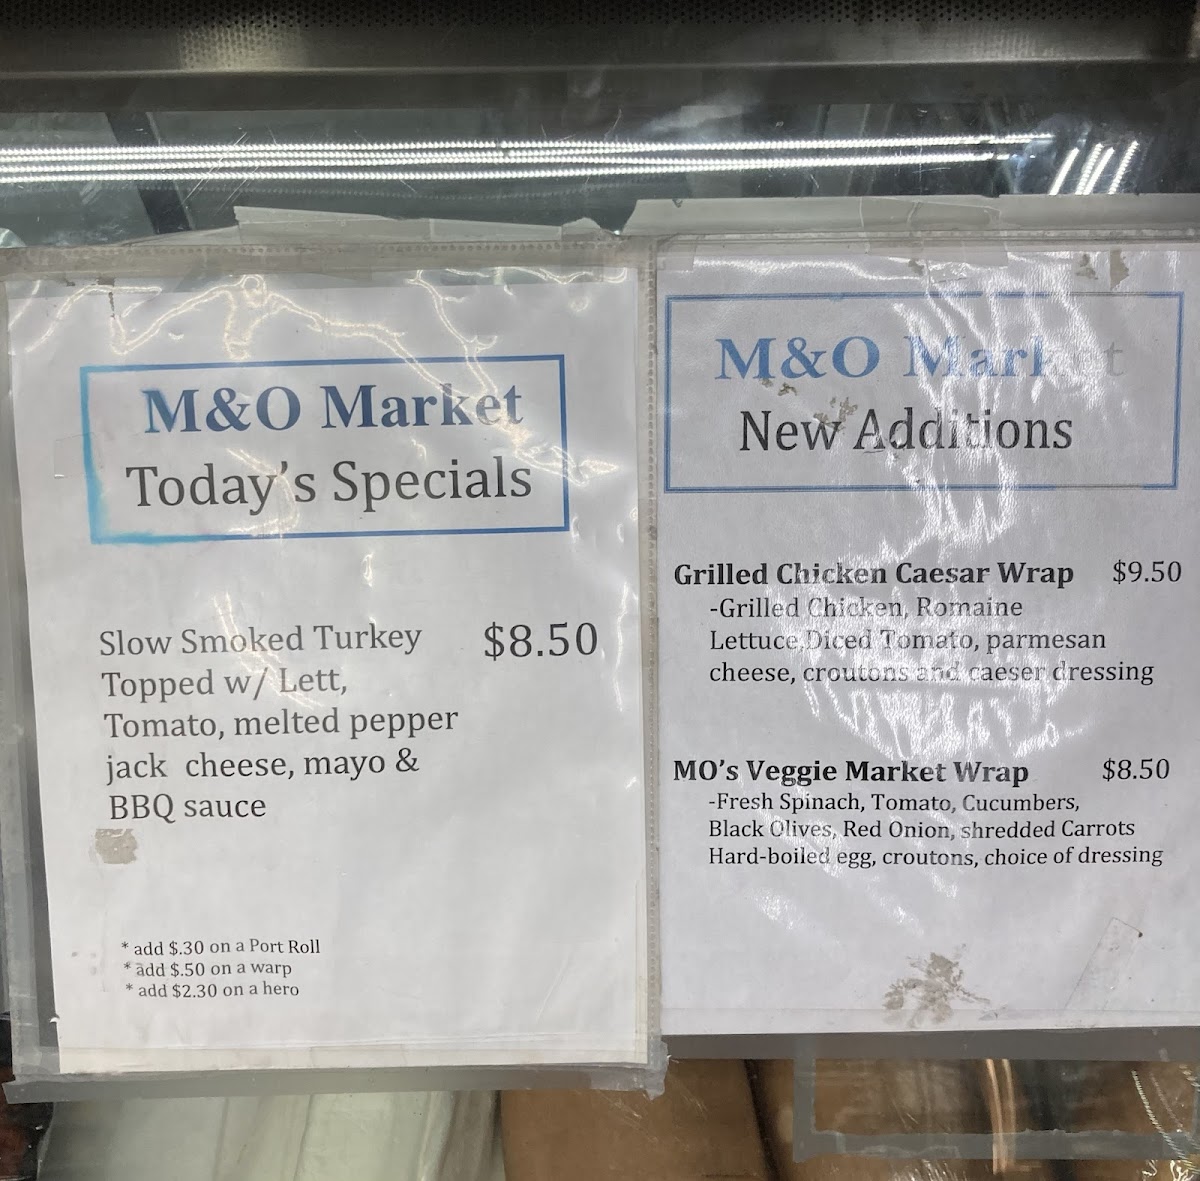 M&O Market
Today's Specials
Slow Smoked Turkey $8.50
Topped w/ Lett,
Tomato, melted pepper
jack cheese, mayo &
BBQ sauce
* add $.30 on a Port Roll
* add $.50 on a warp
* add $2.30 on a hero
M&O Market
New Additions
Grilled Chicken Caesar Wrap $9.50
-Grilled Chicken, Romaine
Lettuce,Diced Tomato, parmesan
cheese, croutons and caeser dressing
MO's Veggie Market Wrap $8.50
-Fresh Spinach, Tomato, Cucumbers,
Black Olives, Red Onion, shredded Carrots
Hard-boiled egg, croutons, choice of dressing